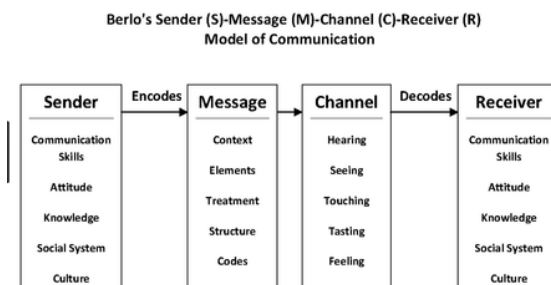 Berlo's Sender (S)-Message (M)-Channel (C)-Receiver (R)
Model of Communication
Sender
Encodes
Message
Channel
Decodes
Receiver
Communication
Skills
Attitude
Knowledge
Social System
Culture
Context
Elements
Treatment
Structure
Codes
Hearing
Seeing
Touching
Tasting
Feeling
Communication
Skills
Attitude
Knowledge
Social System
Culture